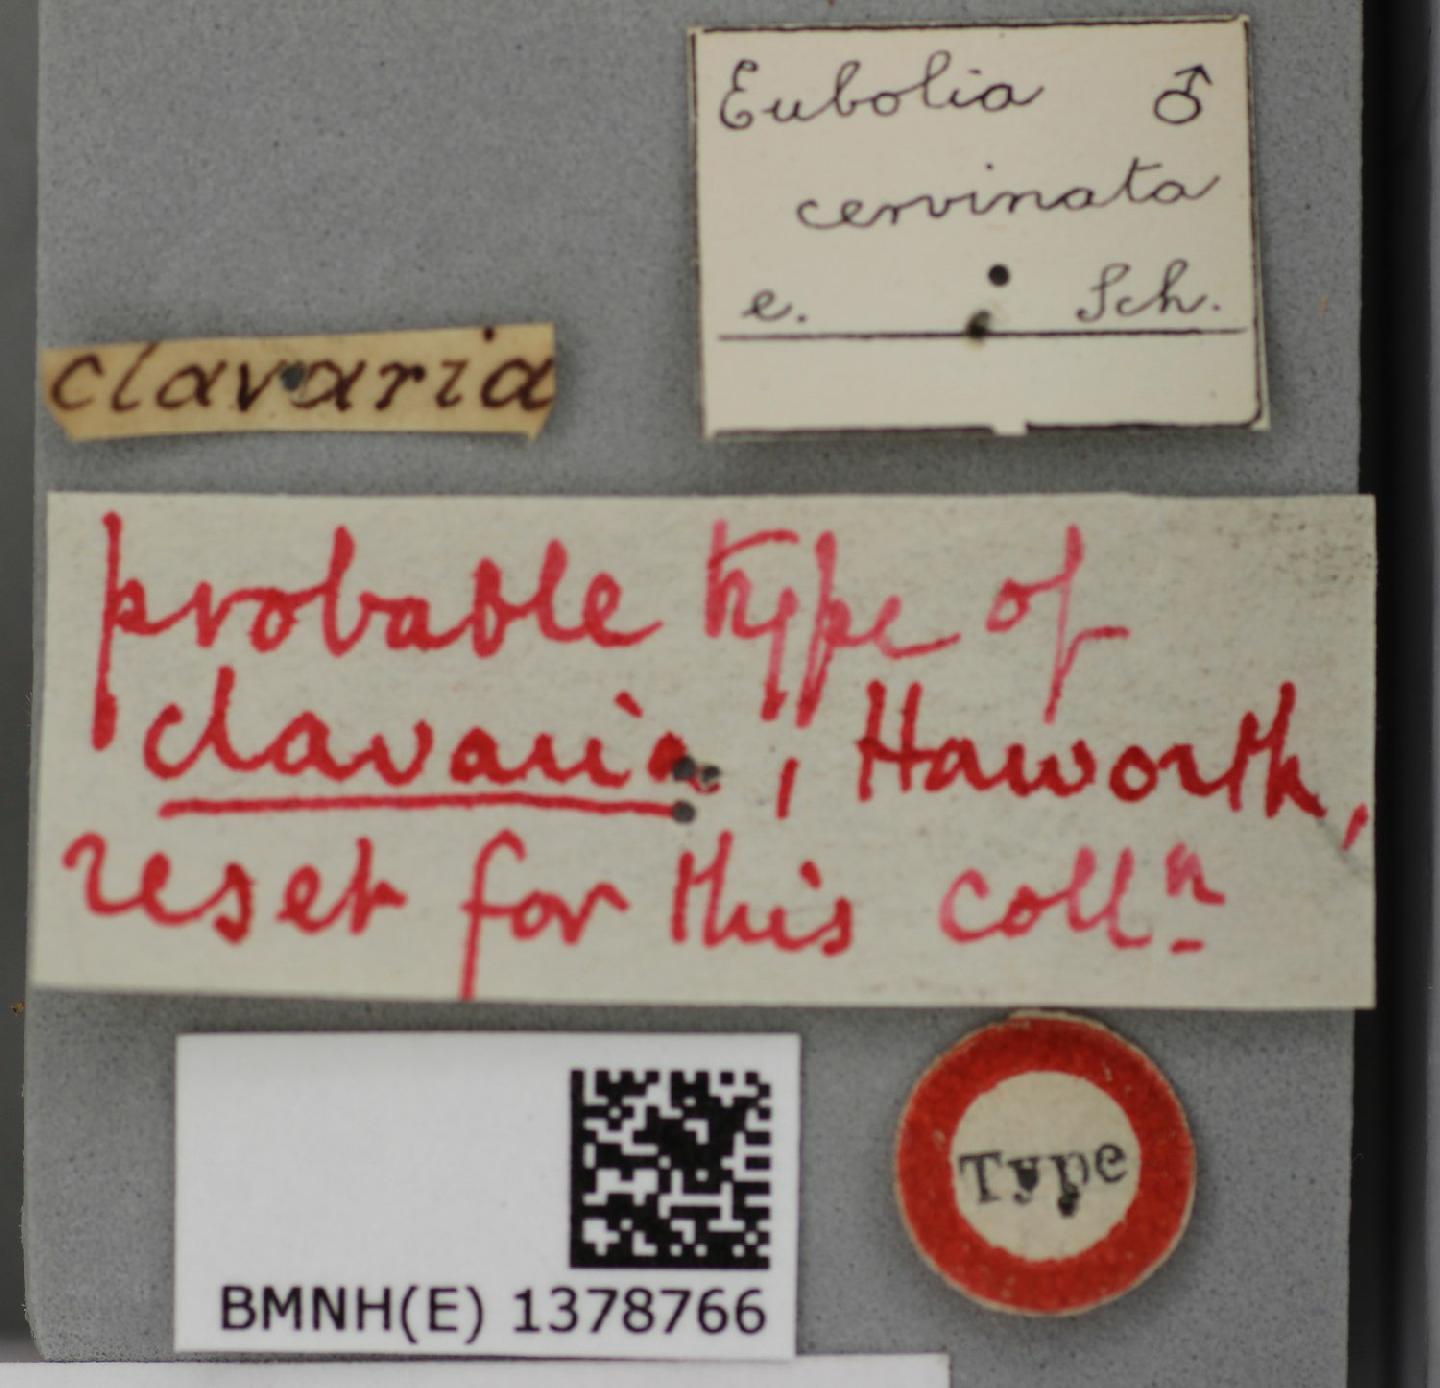 Eubolia ♂
cervinata
e. Sch.
clavaria
probable type of
clavaria, Haworth,
reset for this collⁿ
BMNH(E) 1378766
Type